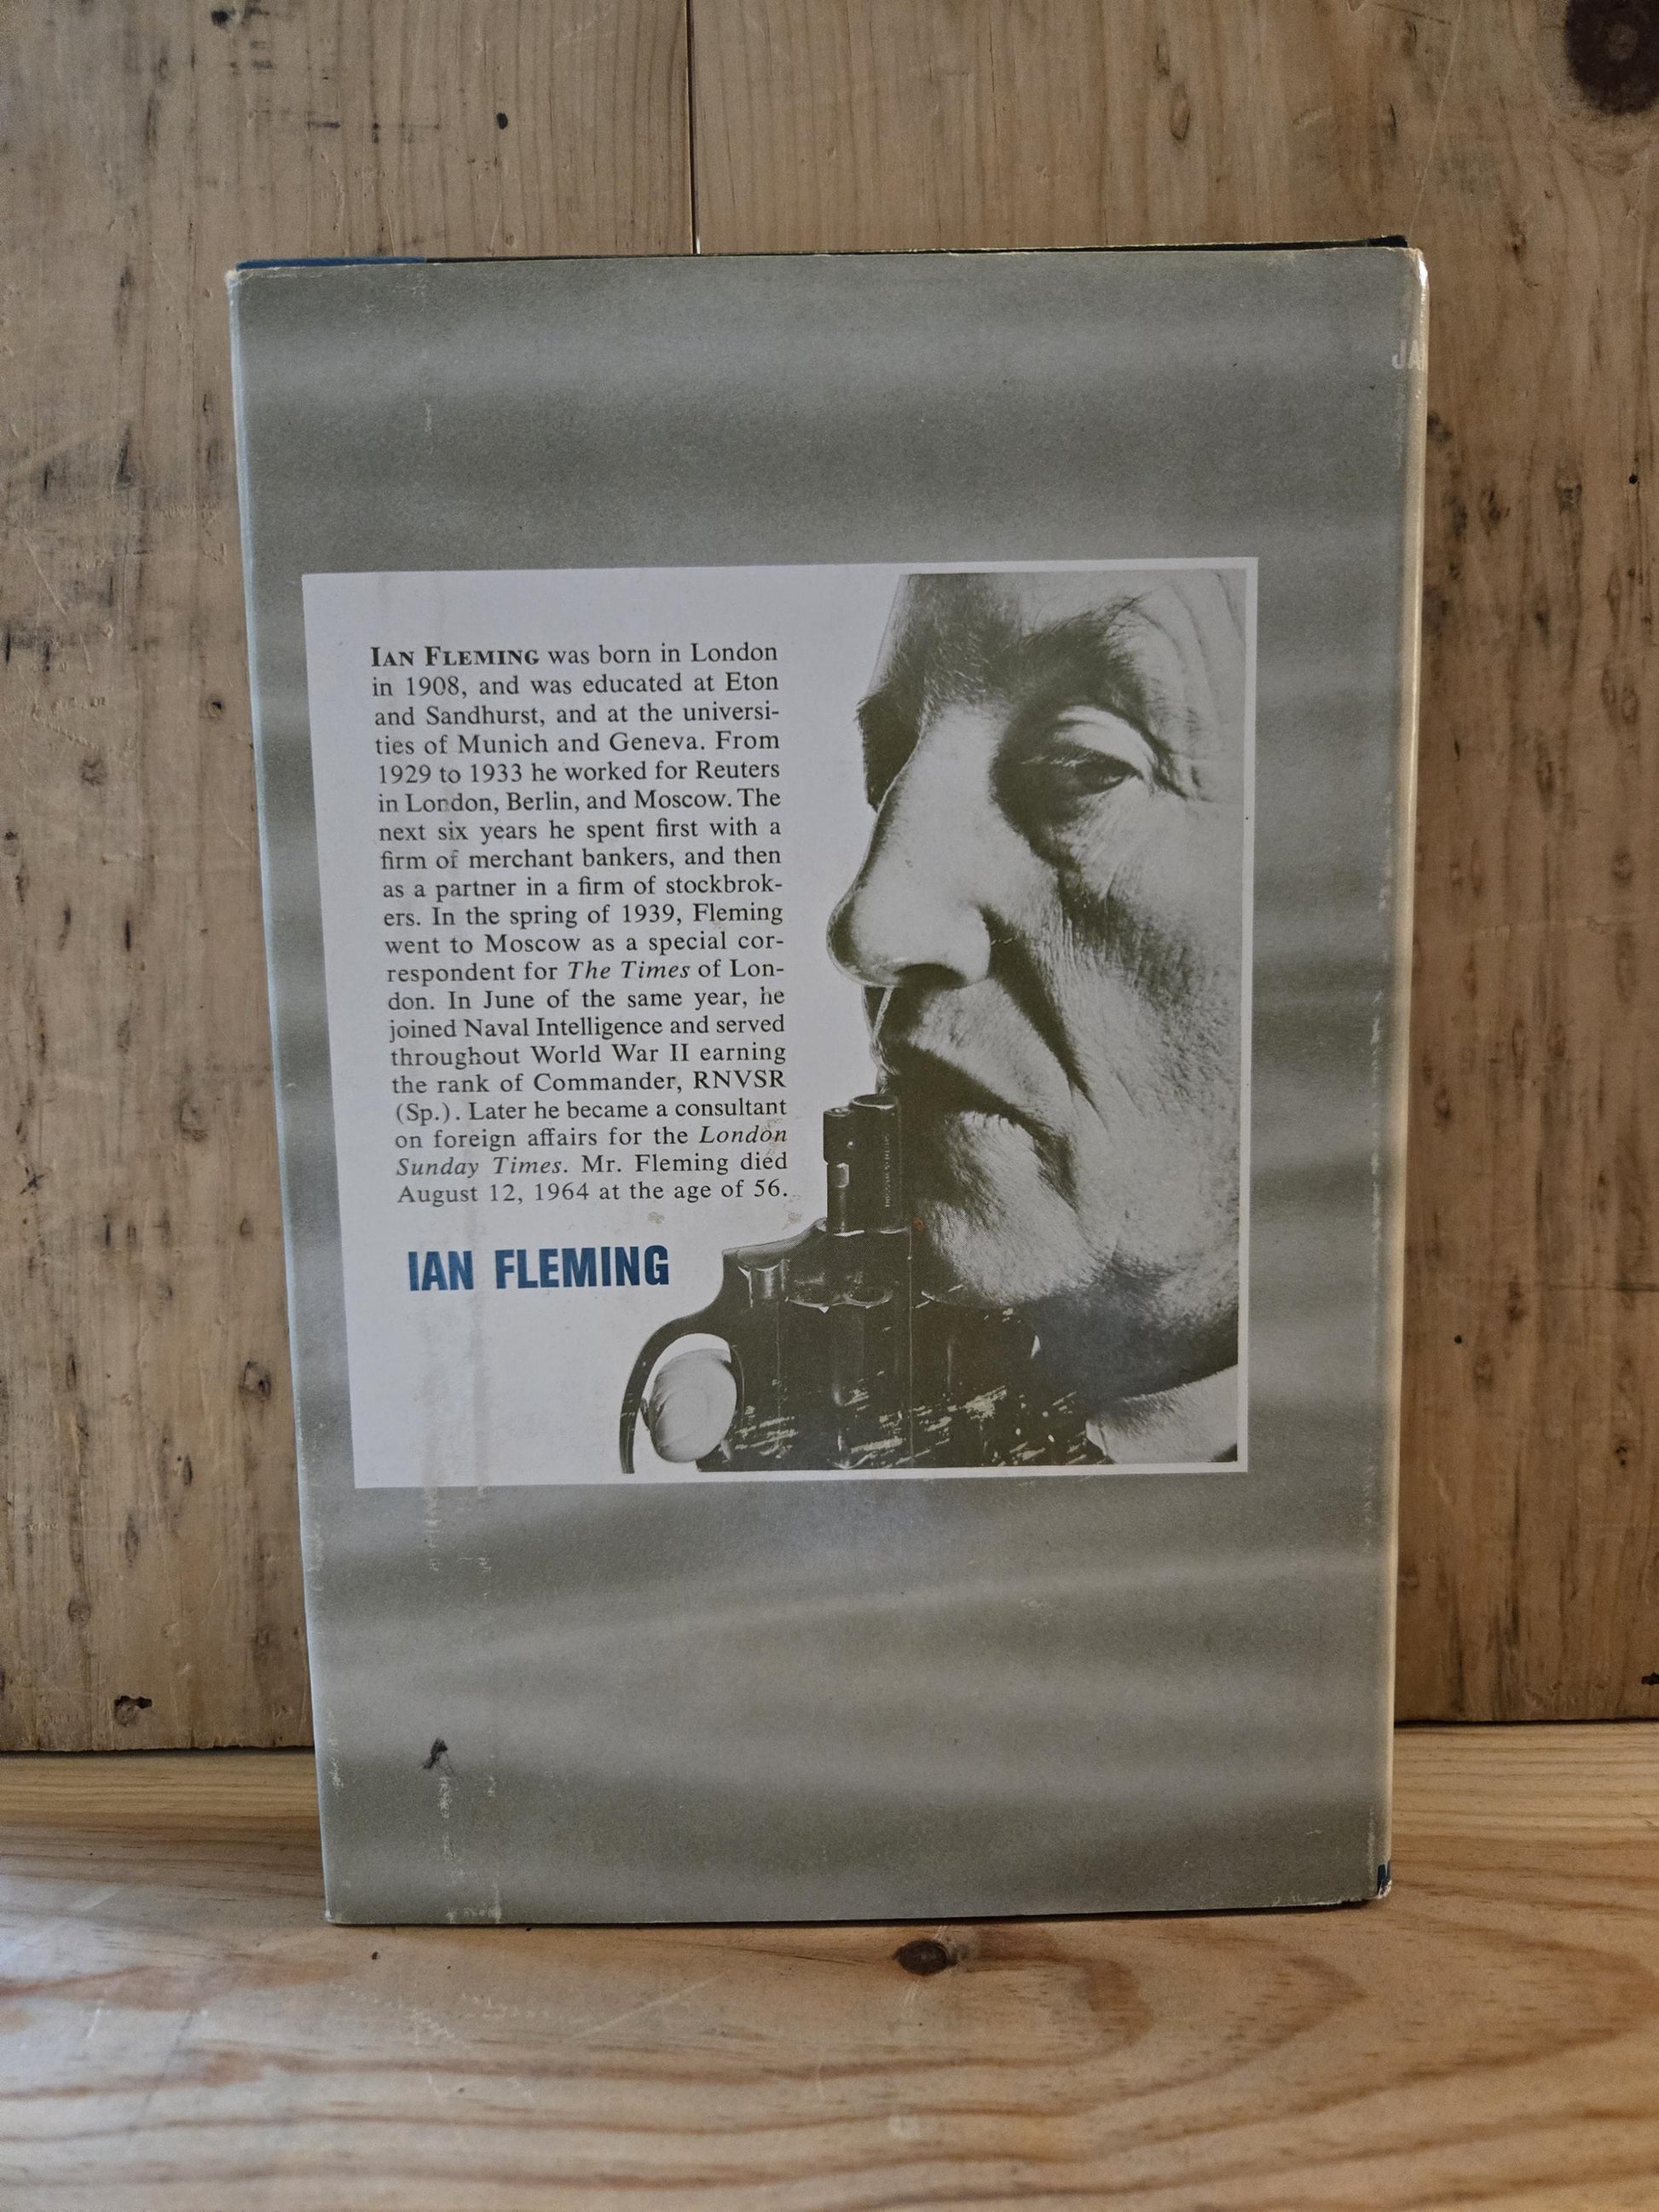 JA
IAN FLEMING was born in London
in 1908, and was educated at Eton
and Sandhurst, and at the universi-
ties of Munich and Geneva. From
1929 to 1933 he worked for Reuters
in London, Berlin, and Moscow. The
next six years he spent first with a
firm of merchant bankers, and then
as a partner in a firm of stockbrok-
ers. In the spring of 1939, Fleming
went to Moscow as a special cor-
respondent for The Times of Lon-
don. In June of the same year, he
joined Naval Intelligence and served
throughout World War II earning
the rank of Commander, RNVSR
(Sp.). Later he became a consultant
on foreign affairs for the London
Sunday Times. Mr. Fleming died
August 12, 1964 at the age of 56.
IAN FLEMING